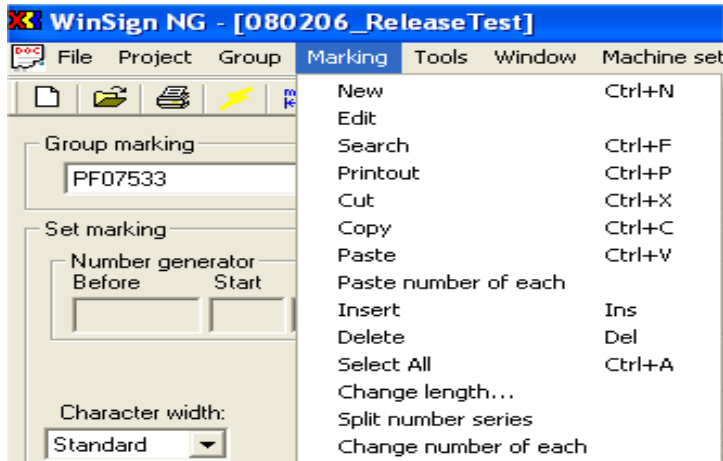 WinSign NG - [080206_ReleaseTest]
File Project Group Marking Tools Window Machine set
New Ctrl+N
Edit
Search Ctrl+F
Printout Ctrl+P
Cut Ctrl+X
Copy Ctrl+C
Paste Ctrl+V
Paste number of each
Insert Ins
Delete Del
Select All Ctrl+A
Change length...
Split number series
Change number of each
Group marking
PF07533
Set marking
Number generator
Before Start
Character width:
Standard